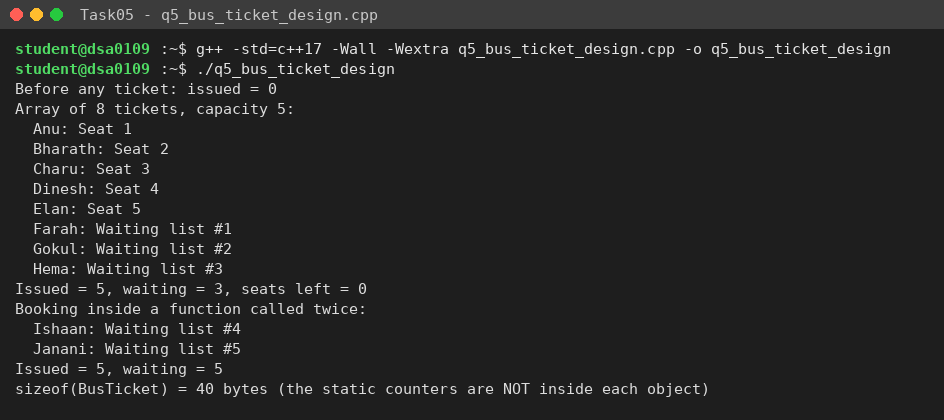 Task05 - q5_bus_ticket_design.cpp
student@dsa0109 :~$ g++ -std=c++17 -Wall -Wextra q5_bus_ticket_design.cpp -o q5_bus_ticket_design
student@dsa0109 :~$ ./q5_bus_ticket_design
Before any ticket: issued = 0
Array of 8 tickets, capacity 5:
  Anu: Seat 1
  Bharath: Seat 2
  Charu: Seat 3
  Dinesh: Seat 4
  Elan: Seat 5
  Farah: Waiting list #1
  Gokul: Waiting list #2
  Hema: Waiting list #3
Issued = 5, waiting = 3, seats left = 0
Booking inside a function called twice:
  Ishaan: Waiting list #4
  Janani: Waiting list #5
Issued = 5, waiting = 5
sizeof(BusTicket) = 40 bytes (the static counters are NOT inside each object)